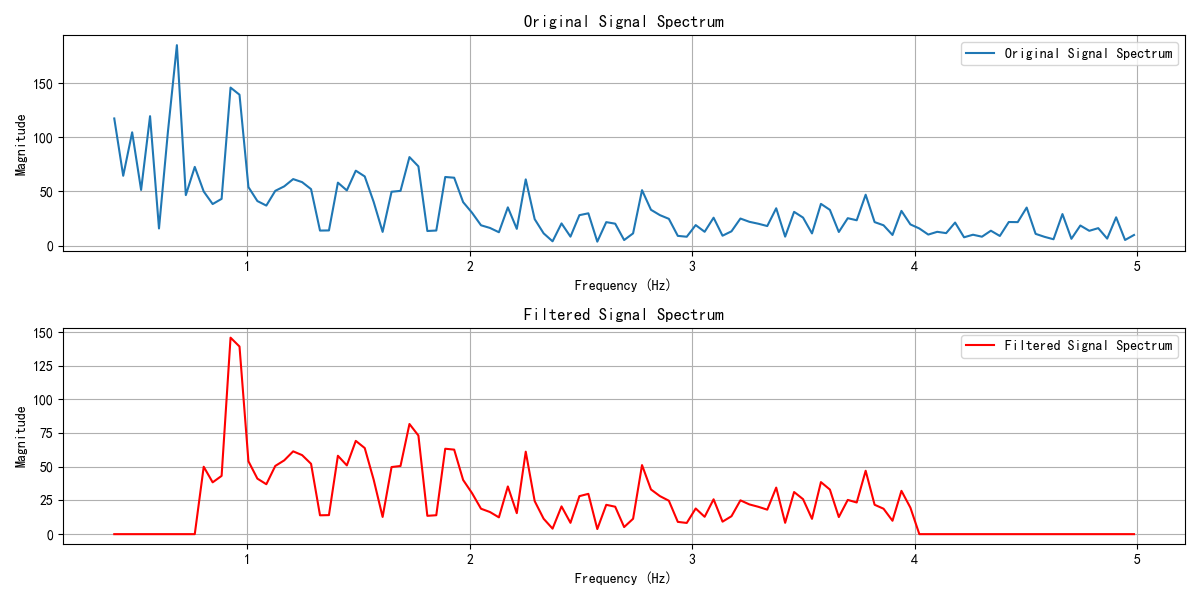 Original Signal Spectrum
Original Signal Spectrum
150
100
50
0
Magnitude
1 2 3 4 5
Frequency (Hz)
Filtered Signal Spectrum
Filtered Signal Spectrum
150
125
100
75
50
25
0
Magnitude
1 2 3 4 5
Frequency (Hz)